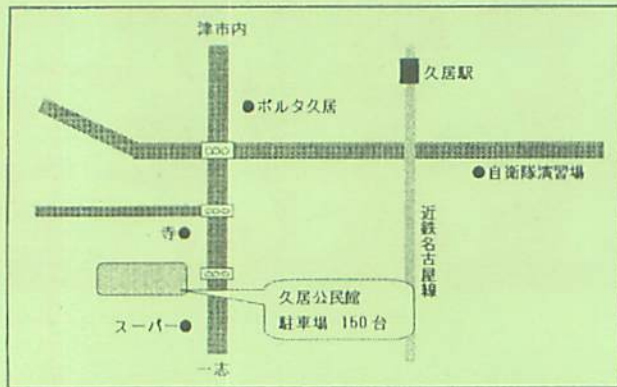 津市内
久居駅
●ポルタ久居
●自衛隊演習場
寺●
近鉄名古屋線
久居公民館
駐車場 150台
スーパー●
一志